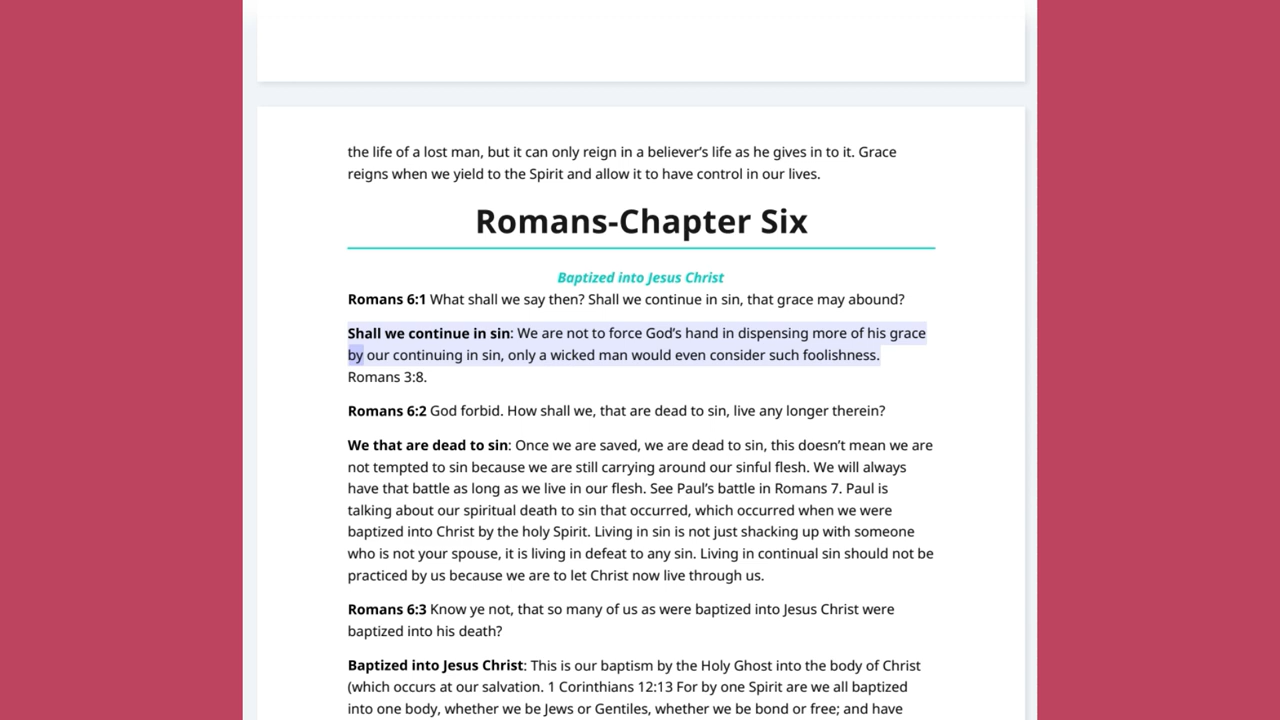 the life of a lost man, but it can only reign in a believer’s life as he gives in to it. Grace
reigns when we yield to the Spirit and allow it to have control in our lives.
Romans-Chapter Six
Baptized into Jesus Christ
Romans 6:1 What shall we say then? Shall we continue in sin, that grace may abound?
Shall we continue in sin: We are not to force God’s hand in dispensing more of his grace
by our continuing in sin, only a wicked man would even consider such foolishness.
Romans 3:8.
Romans 6:2 God forbid. How shall we, that are dead to sin, live any longer therein?
We that are dead to sin: Once we are saved, we are dead to sin, this doesn’t mean we are
not tempted to sin because we are still carrying around our sinful flesh. We will always
have that battle as long as we live in our flesh. See Paul’s battle in Romans 7. Paul is
talking about our spiritual death to sin that occurred, which occurred when we were
baptized into Christ by the holy Spirit. Living in sin is not just shacking up with someone
who is not your spouse, it is living in defeat to any sin. Living in continual sin should not be
practiced by us because we are to let Christ now live through us.
Romans 6:3 Know ye not, that so many of us as were baptized into Jesus Christ were
baptized into his death?
Baptized into Jesus Christ: This is our baptism by the Holy Ghost into the body of Christ
(which occurs at our salvation. 1 Corinthians 12:13 For by one Spirit are we all baptized
into one body, whether we be Jews or Gentiles, whether we be bond or free; and have